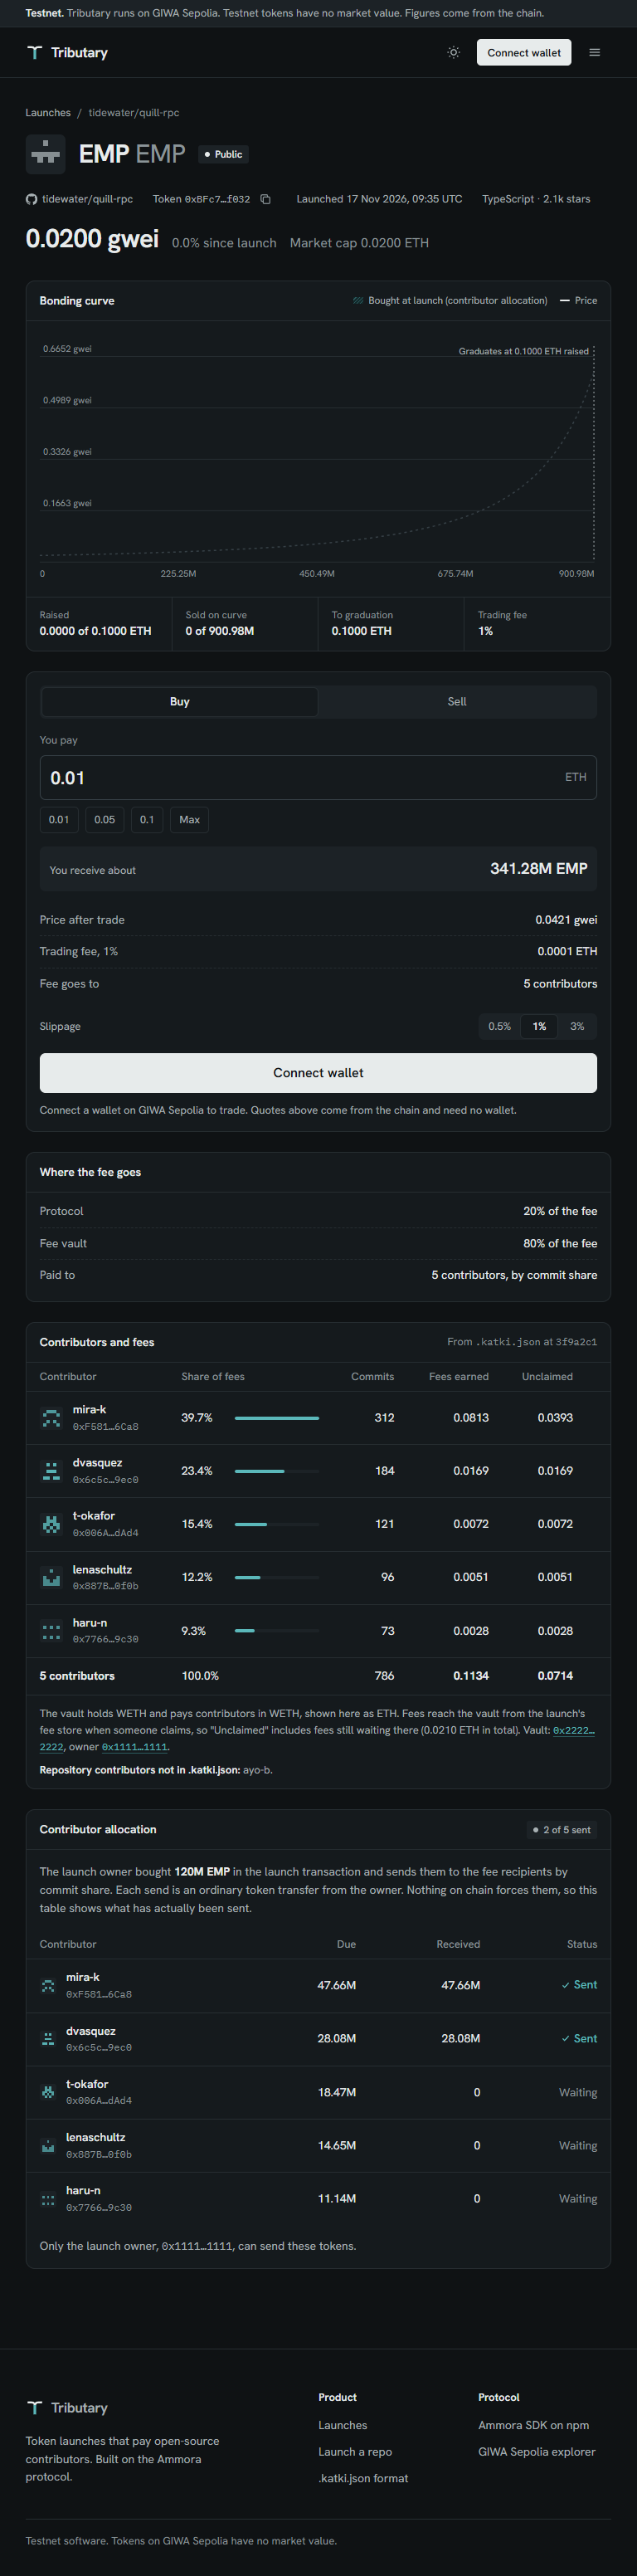 Testnet. Tributary runs on GIWA Sepolia. Testnet tokens have no market value. Figures come from the chain.
Tributary
Connect wallet
Launches / tidewater/quill-rpc
EMP EMP
Public
tidewater/quill-rpc
Token 0xBFc7…f032
Launched 17 Nov 2026, 09:35 UTC
TypeScript · 2.1k stars
0.0200 gwei
0.0% since launch
Market cap 0.0200 ETH
Bonding curve
Bought at launch (contributor allocation)
Price
0.6652 gwei
Graduates at 0.1000 ETH raised
0.4989 gwei
0.3326 gwei
0.1663 gwei
0
225.25M
450.49M
675.74M
900.98M
Raised
0.0000 of 0.1000 ETH
Sold on curve
0 of 900.98M
To graduation
0.1000 ETH
Trading fee
1%
Buy
Sell
You pay
0.01
ETH
0.01
0.05
0.1
Max
You receive about
341.28M EMP
Price after trade
0.0421 gwei
Trading fee, 1%
0.0001 ETH
Fee goes to
5 contributors
Slippage
0.5%
1%
3%
Connect wallet
Connect a wallet on GIWA Sepolia to trade. Quotes above come from the chain and need no wallet.
Where the fee goes
Protocol
20% of the fee
Fee vault
80% of the fee
Paid to
5 contributors, by commit share
Contributors and fees
From .katki.json at 3f9a2c1
Contributor
Share of fees
Commits
Fees earned
Unclaimed
mira-k
0xF581…6Ca8
39.7%
312
0.0813
0.0393
dvasquez
0x6c5c…9ec0
23.4%
184
0.0169
0.0169
t-okafor
0x006A…dAd4
15.4%
121
0.0072
0.0072
lenaschultz
0x887B…0f0b
12.2%
96
0.0051
0.0051
haru-n
0x7766…9c30
9.3%
73
0.0028
0.0028
5 contributors
100.0%
786
0.1134
0.0714
The vault holds WETH and pays contributors in WETH, shown here as ETH. Fees reach the vault from the launch's
fee store when someone claims, so "Unclaimed" includes fees still waiting there (0.0210 ETH in total). Vault: 0x2222…
2222, owner 0x1111…1111.
Repository contributors not in .katki.json: ayo-b.
Contributor allocation
2 of 5 sent
The launch owner bought 120M EMP in the launch transaction and sends them to the fee recipients by
commit share. Each send is an ordinary token transfer from the owner. Nothing on chain forces them, so this
table shows what has actually been sent.
Contributor
Due
Received
Status
mira-k
0xF581…6Ca8
47.66M
47.66M
Sent
dvasquez
0x6c5c…9ec0
28.08M
28.08M
Sent
t-okafor
0x006A…dAd4
18.47M
0
Waiting
lenaschultz
0x887B…0f0b
14.65M
0
Waiting
haru-n
0x7766…9c30
11.14M
0
Waiting
Only the launch owner, 0x1111…1111, can send these tokens.
Tributary
Token launches that pay open-source
contributors. Built on the Ammora
protocol.
Product
Launches
Launch a repo
.katki.json format
Protocol
Ammora SDK on npm
GIWA Sepolia explorer
Testnet software. Tokens on GIWA Sepolia have no market value.